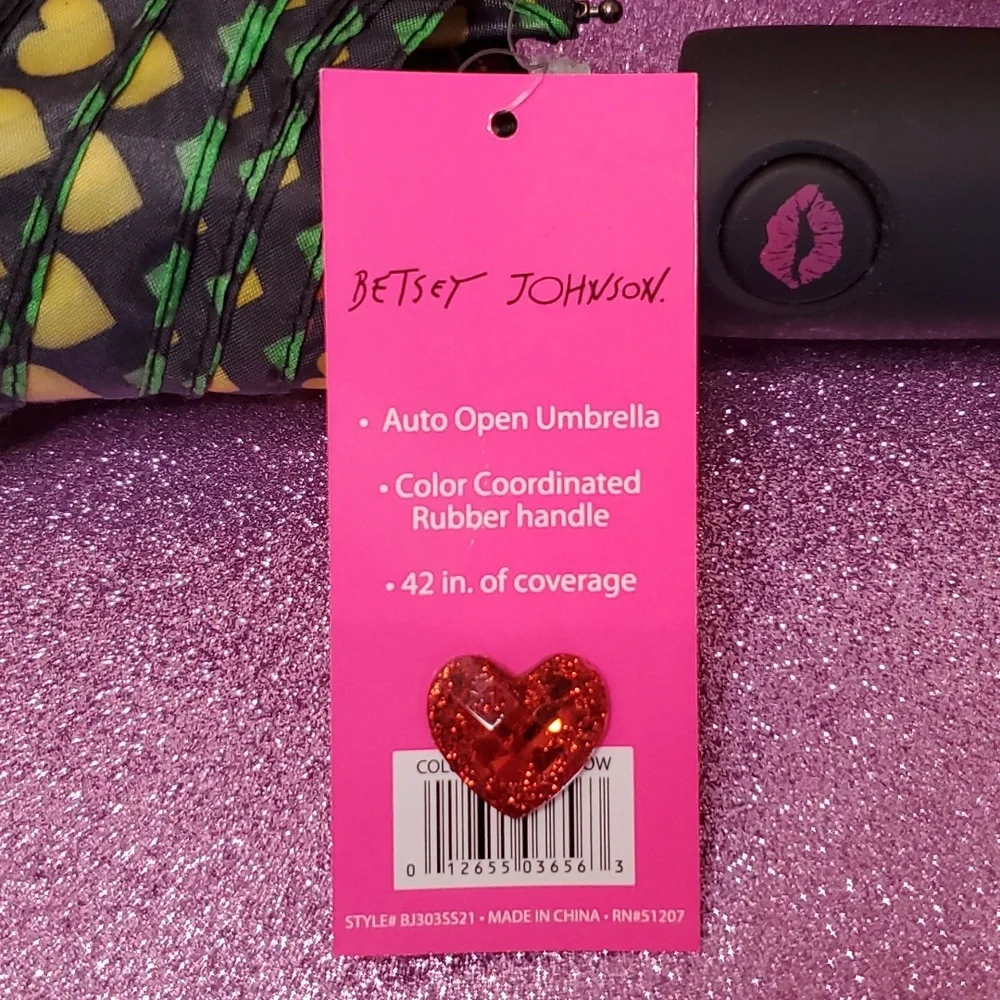 BETSEY JOHNSON.
• Auto Open Umbrella
• Color Coordinated
Rubber handle
• 42 in. of coverage
0 12655 03656 3
STYLE# BJ303SS21 • MADE IN CHINA • RN#51207